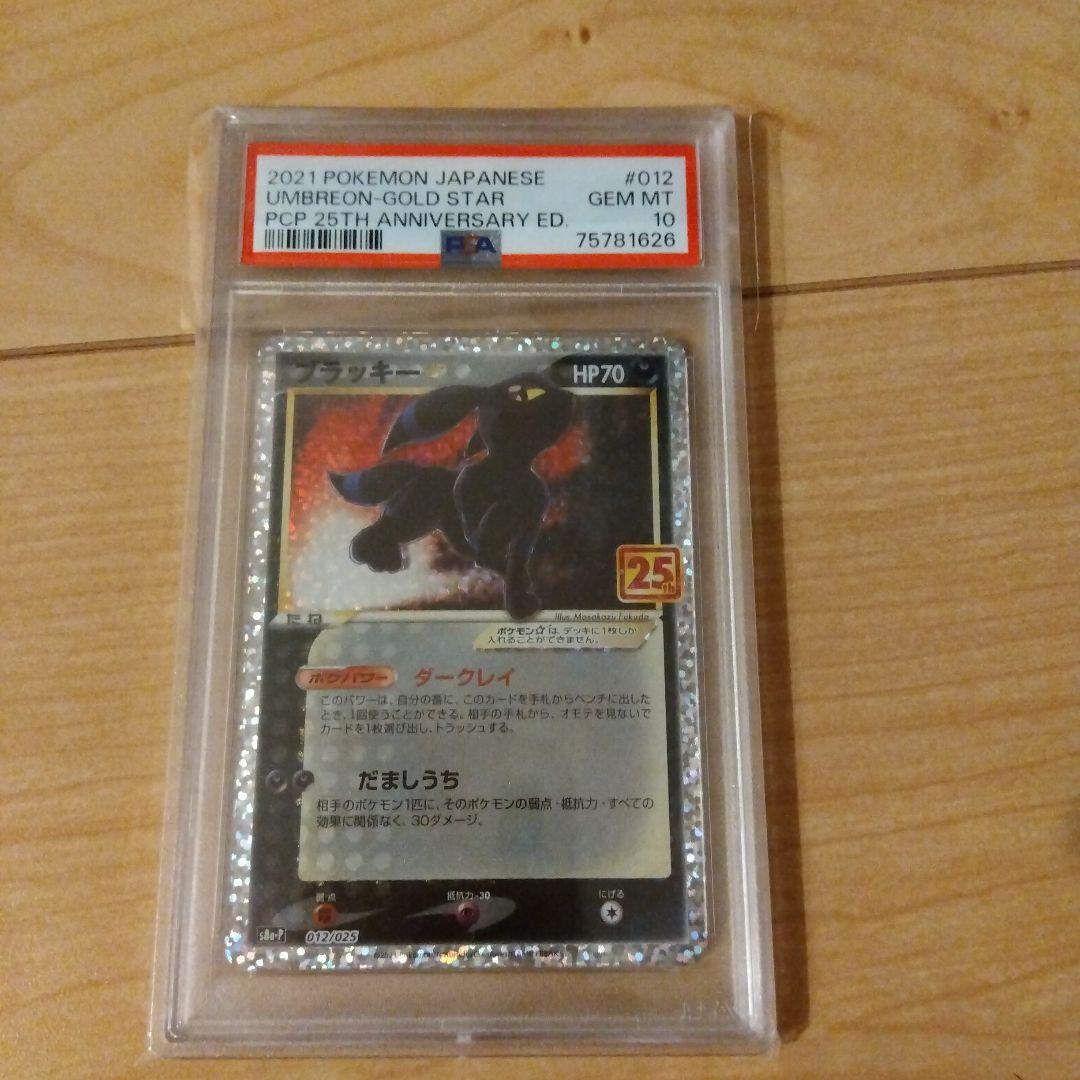 2021 POKEMON JAPANESE #012
UMBREON-GOLD STAR GEM MT
PCP 25TH ANNIVERSARY ED. 10
PSA 75781626
ブラッキー HP70
25th
たね
Illus. Masakazu Fukuda
ポケモン☆は、デッキに1枚しか
入れることができません。
ポケパワー ダークレイ
このパワーは、自分の番に、このカードを手札からベンチに出した
とき、1回使うことができる。相手の手札から、オモテを見ないで
カードを1枚選び出し、トラッシュする。
だましうち
相手のポケモン1匹に、そのポケモンの弱点・抵抗力・すべての
効果に関係なく、30ダメージ。
弱点 抵抗力-30 にげる
s8a-P 012/025